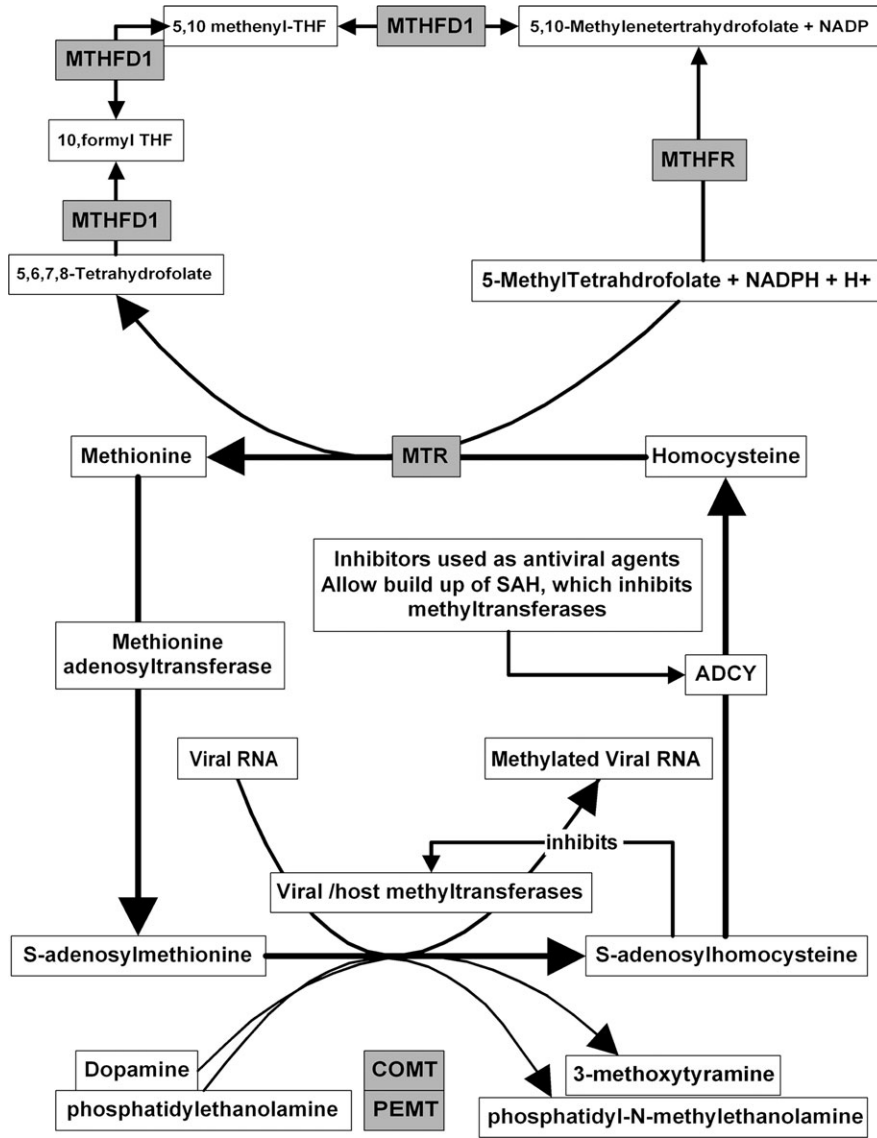 5,10 methenyl-THF
MTHFD1
5,10-Methylenetertrahydrofolate + NADP
MTHFD1
10,formyl THF
MTHFR
MTHFD1
5,6,7,8-Tetrahydrofolate
5-MethylTetrahdrofolate + NADPH + H+
Methionine
MTR
Homocysteine
Inhibitors used as antiviral agents
Allow build up of SAH, which inhibits
methyltransferases
Methionine
adenosyltransferase
ADCY
Viral RNA
Methylated Viral RNA
inhibits
Viral /host methyltransferases
S-adenosylmethionine
S-adenosylhomocysteine
Dopamine
COMT
3-methoxytyramine
phosphatidylethanolamine
PEMT
phosphatidyl-N-methylethanolamine